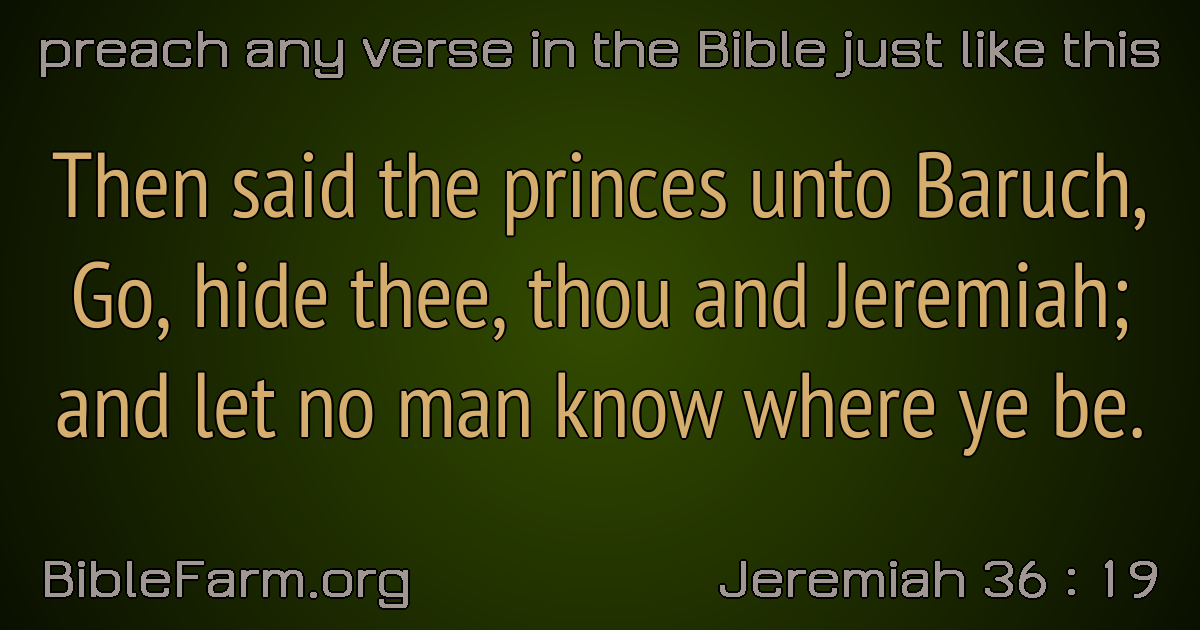 preach any verse in the Bible just like this
Then said the princes unto Baruch,
Go, hide thee, thou and Jeremiah;
and let no man know where ye be.
BibleFarm.org
Jeremiah 36 : 19